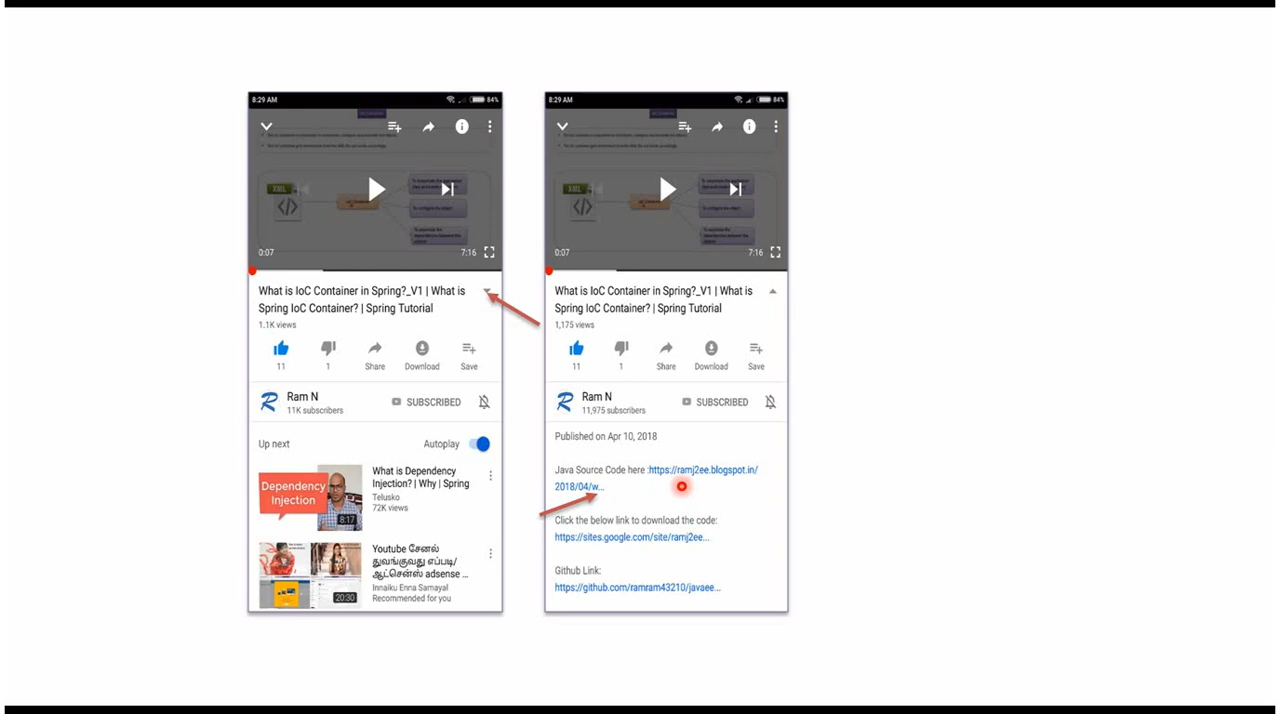 8:29 AM
84%
XML
0:07
7:16
What is IoC Container in Spring?_V1 | What is
Spring IoC Container? | Spring Tutorial
1.1K views
11
1
Share
Download
Save
Ram N
11K subscribers
SUBSCRIBED
Up next
Autoplay
Dependency
Injection
8:17
What is Dependency
Injection? | Why | Spring
Telusko
72K views
20:30
Youtube சேனல்
துவங்குவது எப்படி/
ஆட்சென்ஸ் adsense ...
Innaiku Enna Samayal
Recommended for you
8:29 AM
84%
XML
0:07
7:16
What is IoC Container in Spring?_V1 | What is
Spring IoC Container? | Spring Tutorial
1,175 views
11
1
Share
Download
Save
Ram N
11,975 subscribers
SUBSCRIBED
Published on Apr 10, 2018
Java Source Code here :https://ramj2ee.blogspot.in/
2018/04/w...
Click the below link to download the code:
https://sites.google.com/site/ramj2ee...
Github Link:
https://github.com/ramram43210/javaee...